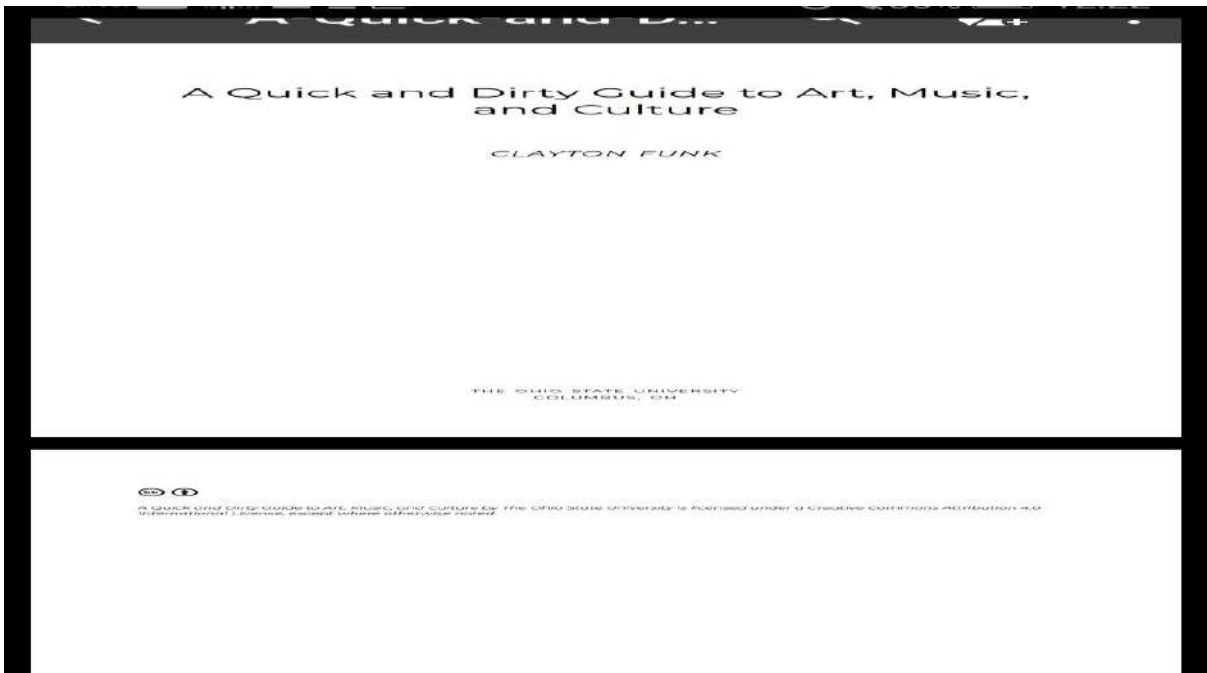 A-Quick-and-D...
A Quick and Dirty Guide to Art, Music,
and Culture
CLAYTON FUNK
THE OHIO STATE UNIVERSITY
COLUMBUS, OH
A Quick and Dirty Guide to Art, Music, and Culture by The Ohio State University is licensed under a Creative Commons Attribution 4.0
International License, except where otherwise noted.